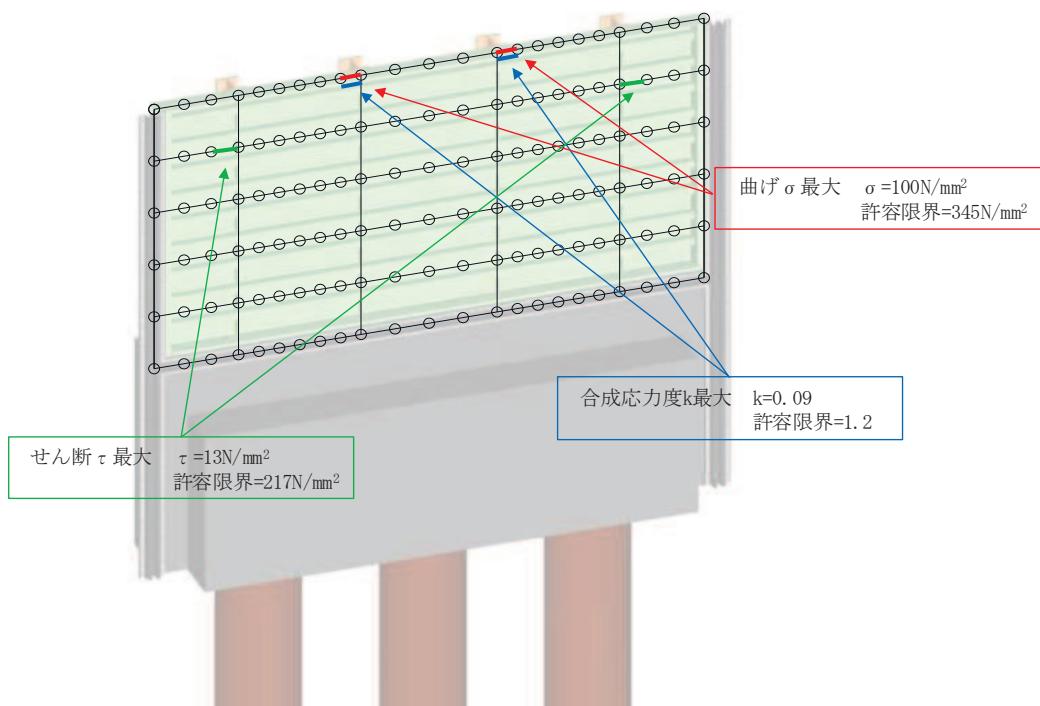 曲げσ最大　σ=100N/mm²
許容限界=345N/mm²
合成応力度k最大　k=0.09
許容限界=1.2
せん断τ最大　τ=13N/mm²
許容限界=217N/mm²